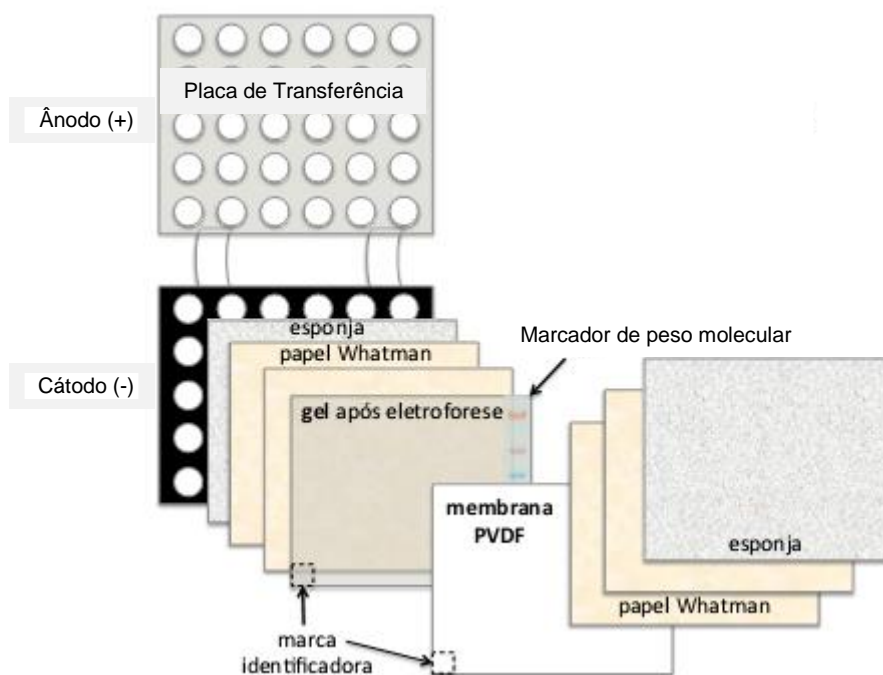 Placa de Transferência
Ânodo (+)
esponja
Marcador de peso molecular
papel Whatman
Cátodo (-)
gel após eletroforese
membrana
PVDF
esponja
papel Whatman
marca
identificadora